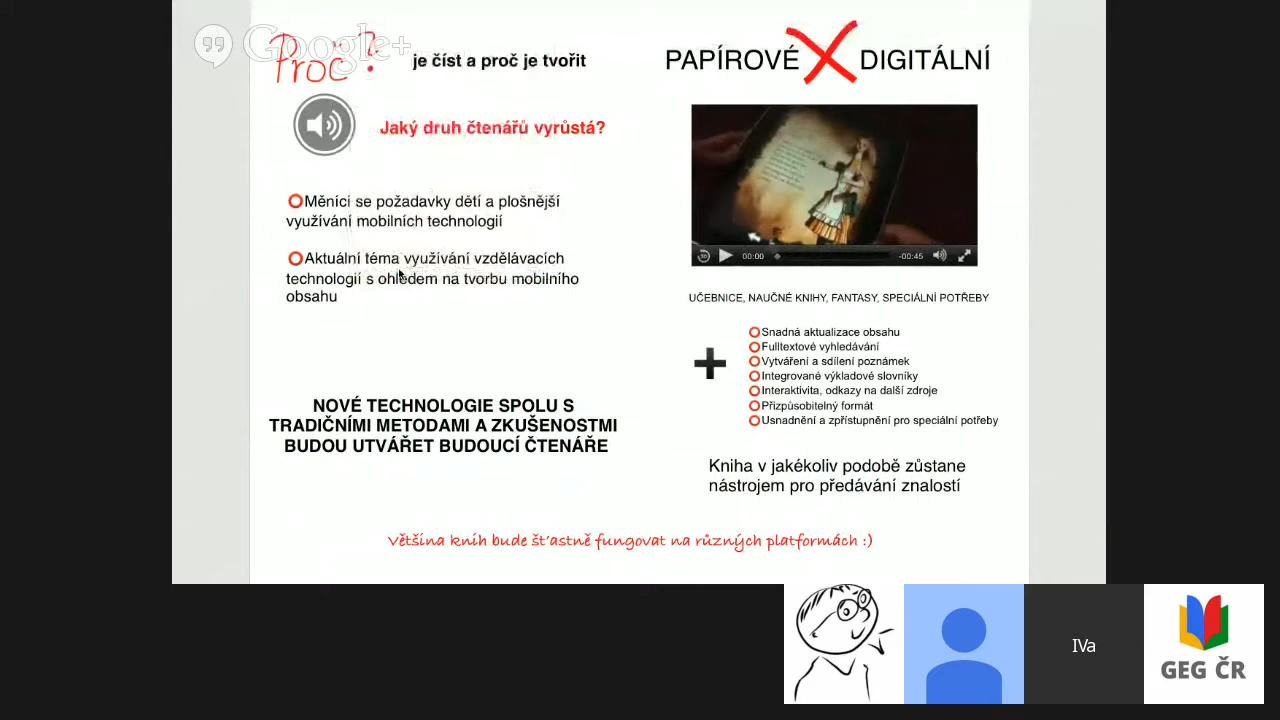 Google+
Proč?
je číst a proč je tvořit
Jaký druh čtenářů vyrůstá?
Měníci se požadavky dětí a plošnější
využívání mobilních technologií
Aktuální téma využívání vzdělávacích
technologií s ohledem na tvorbu mobilního
obsahu
NOVÉ TECHNOLOGIE SPOLU S
TRADIČNÍMI METODAMI A ZKUŠENOSTMI
BUDOU UTVÁŘET BUDOUCÍ ČTENÁŘE
PAPÍROVÉ X DIGITÁLNÍ
30
00:00
-00:45
UČEBNICE, NAUČNÉ KNIHY, FANTASY, SPECIÁLNÍ POTŘEBY
+
Snadná aktualizace obsahu
Fulltextové vyhledávání
Vytváření a sdílení poznámek
Integrované výkladové slovníky
Interaktivita, odkazy na další zdroje
Přizpůsobitelný formát
Usnadnění a zpřístupnění pro speciální potřeby
Kniha v jakékoliv podobě zůstane
nástrojem pro předávání znalostí
Většina knih bude šťastně fungovat na různých platformách :)
IVa
GEG ČR